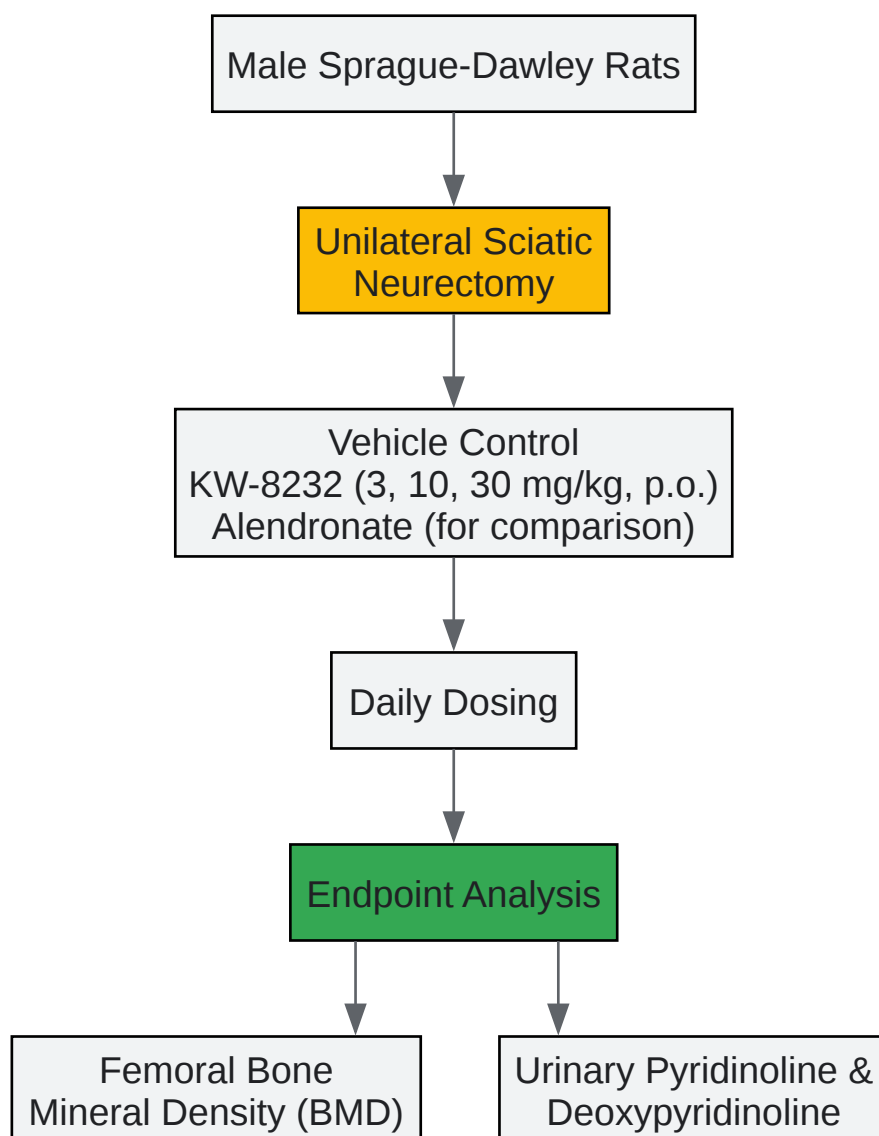 Male Sprague-Dawley Rats
Unilateral Sciatic
Neurectomy
Vehicle Control
KW-8232 (3, 10, 30 mg/kg, p.o.)
Alendronate (for comparison)
Daily Dosing
Endpoint Analysis
Femoral Bone
Mineral Density (BMD)
Urinary Pyridinoline &
Deoxypyridinoline